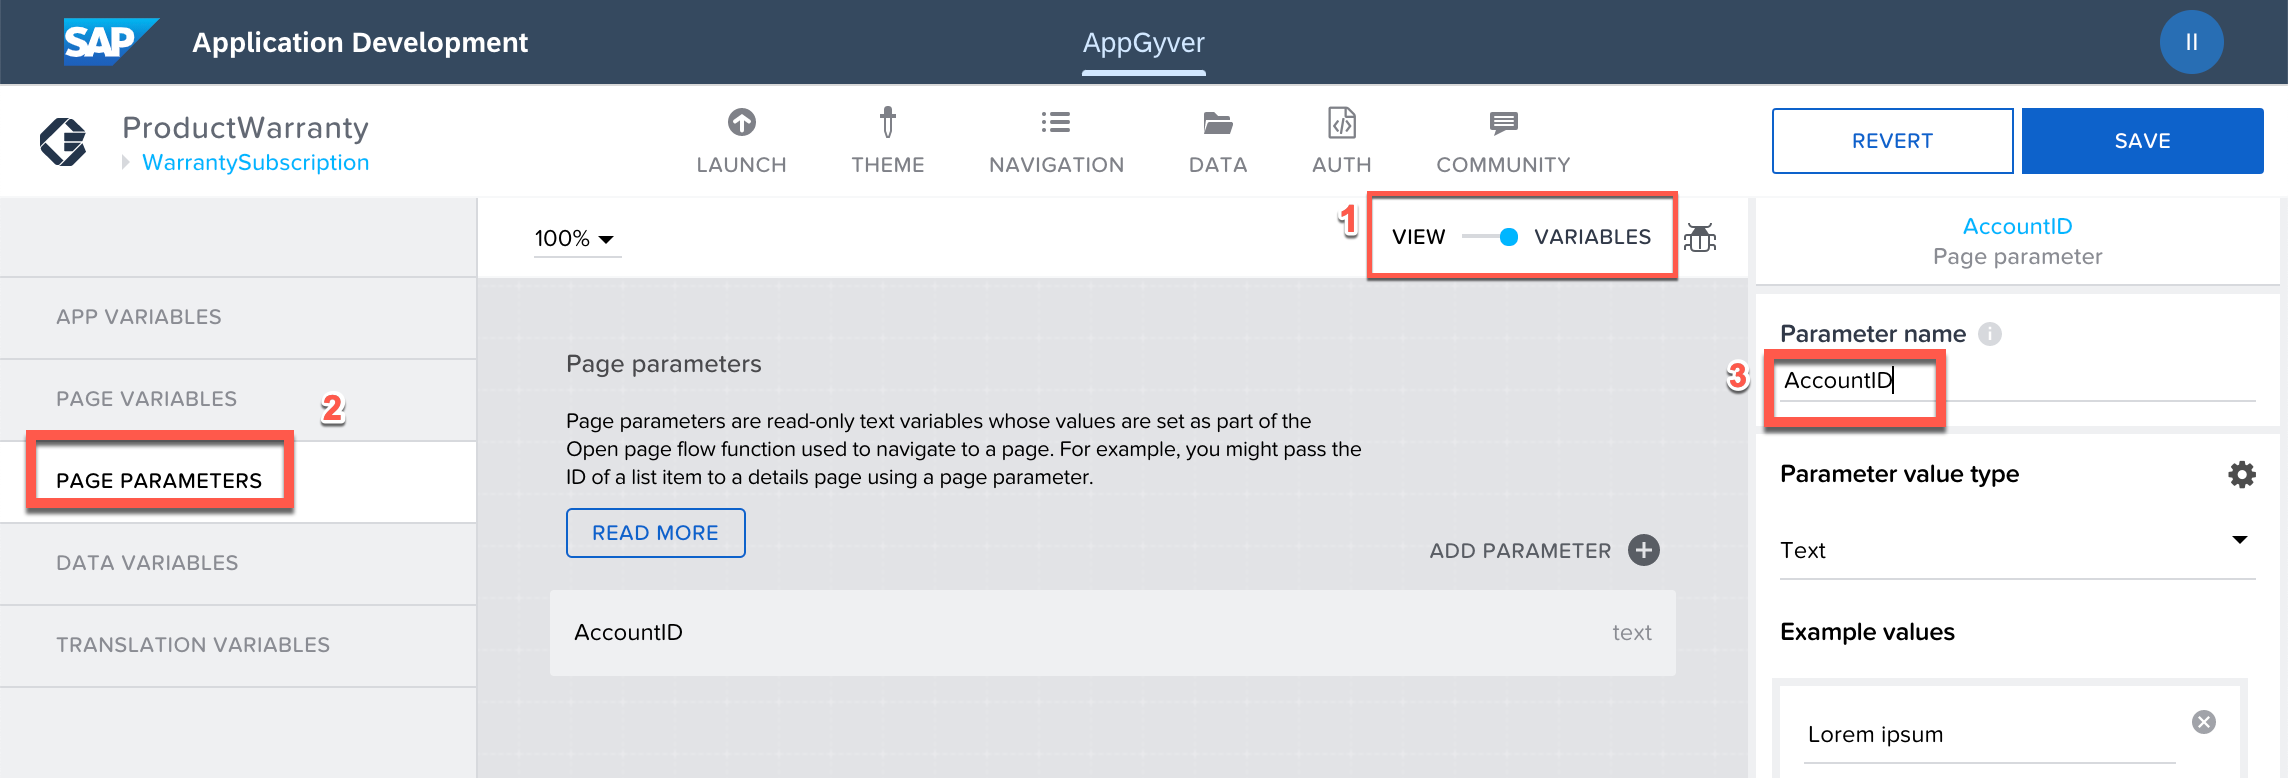 SAP
Application Development
AppGyver
II
ProductWarranty
WarrantySubscription
LAUNCH
THEME
NAVIGATION
DATA
AUTH
COMMUNITY
REVERT
SAVE
100%
1
VIEW
VARIABLES
AccountID
Page parameter
APP VARIABLES
PAGE VARIABLES
2
PAGE PARAMETERS
DATA VARIABLES
TRANSLATION VARIABLES
Page parameters
Page parameters are read-only text variables whose values are set as part of the
Open page flow function used to navigate to a page. For example, you might pass the
ID of a list item to a details page using a page parameter.
READ MORE
ADD PARAMETER
AccountID
text
Parameter name
3
AccountID
Parameter value type
Text
Example values
Lorem ipsum